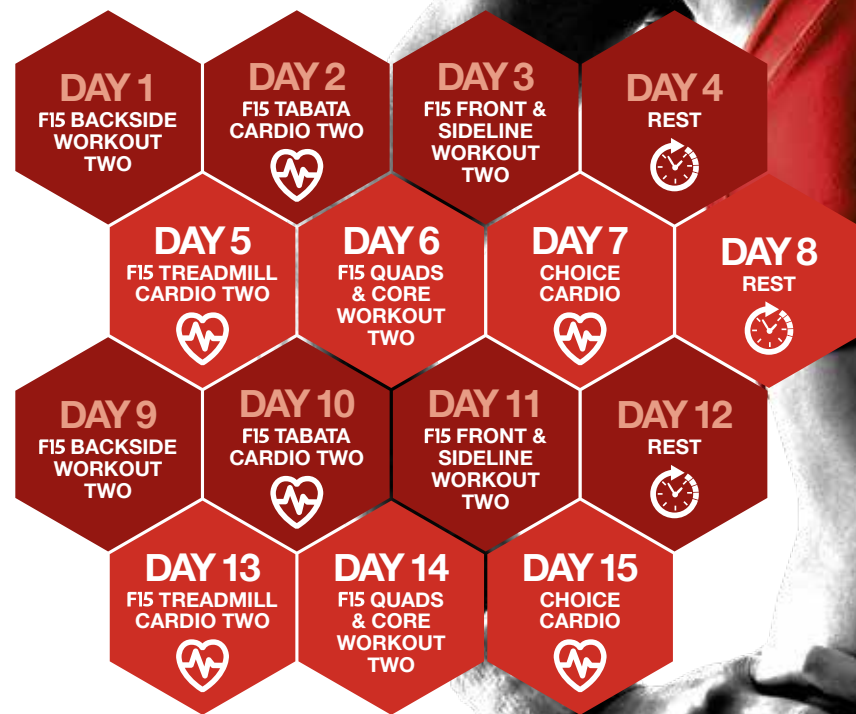 DAY 1
F15 BACKSIDE
WORKOUT
TWO
DAY 2
F15 TABATA
CARDIO TWO
DAY 3
F15 FRONT &
SIDELINE
WORKOUT
TWO
DAY 4
REST
DAY 5
F15 TREADMILL
CARDIO TWO
DAY 6
F15 QUADS
& CORE
WORKOUT
TWO
DAY 7
CHOICE
CARDIO
DAY 8
REST
DAY 9
F15 BACKSIDE
WORKOUT
TWO
DAY 10
F15 TABATA
CARDIO TWO
DAY 11
F15 FRONT &
SIDELINE
WORKOUT
TWO
DAY 12
REST
DAY 13
F15 TREADMILL
CARDIO TWO
DAY 14
F15 QUADS
& CORE
WORKOUT
TWO
DAY 15
CHOICE
CARDIO